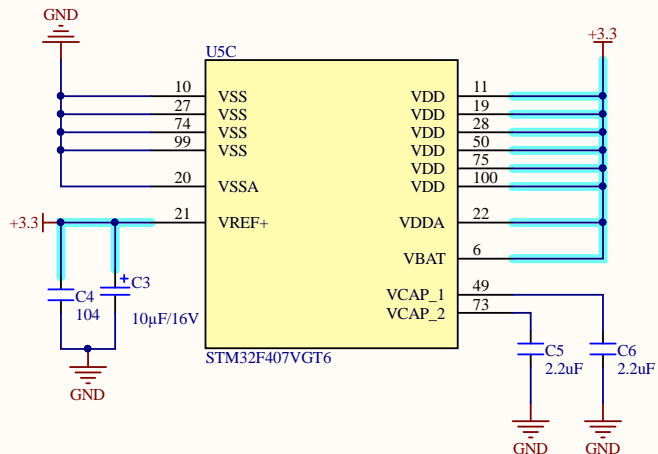 GND
U5C
+3.3
10 VSS VDD 11
27 VSS VDD 19
74 VSS VDD 28
99 VSS VDD 50
VDD 75
20 VSSA VDD 100
+3.3 21 VREF+ VDDA 22
VBAT 6
C4
104
+ C3
10µF/16V
VCAP_1 49
VCAP_2 73
STM32F407VGT6
GND
C5
2.2uF
C6
2.2uF
GND
GND